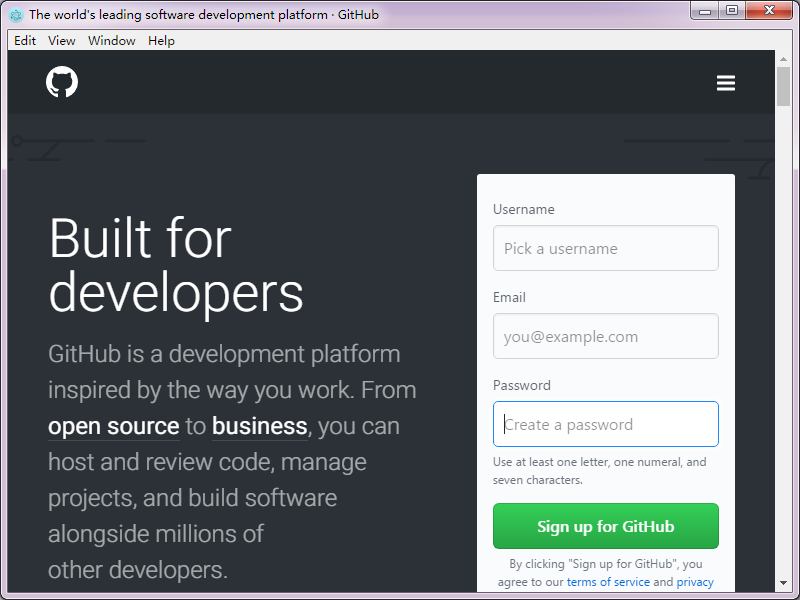 The world's leading software development platform · GitHub
Edit View Window Help
Built for
developers
GitHub is a development platform
inspired by the way you work. From
open source to business, you can
host and review code, manage
projects, and build software
alongside millions of
other developers.
Username
Pick a username
Email
you@example.com
Password
Create a password
Use at least one letter, one numeral, and
seven characters.
Sign up for GitHub
By clicking "Sign up for GitHub", you
agree to our terms of service and privacy